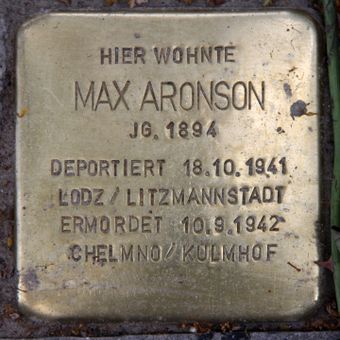 HIER WOHNTE
MAX ARONSON
JG. 1894
DEPORTIERT 18.10.1941
LODZ / LITZMANNSTADT
ERMORDET 10.9.1942
CHELMNO / KULMHOF